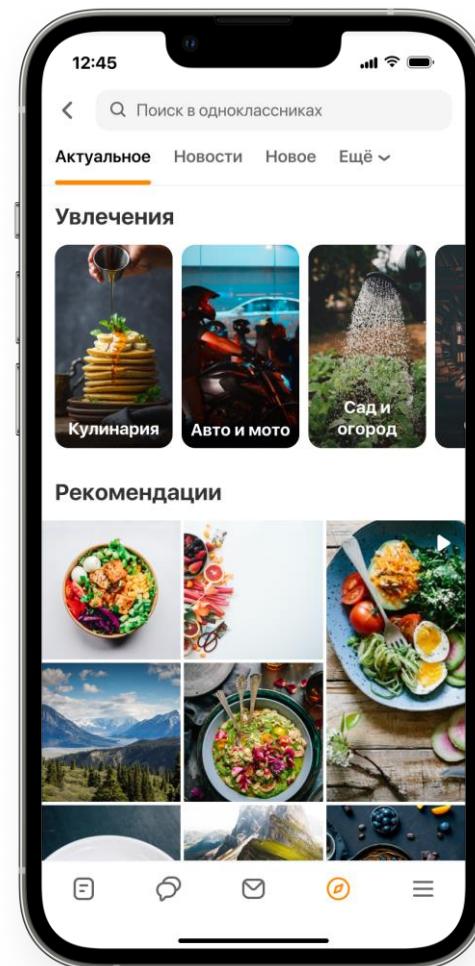 12:45
Поиск в одноклассниках
Актуальное Новости Новое Ещё
Увлечения
Кулинария
Авто и мото
Сад и
огород
Рекомендации